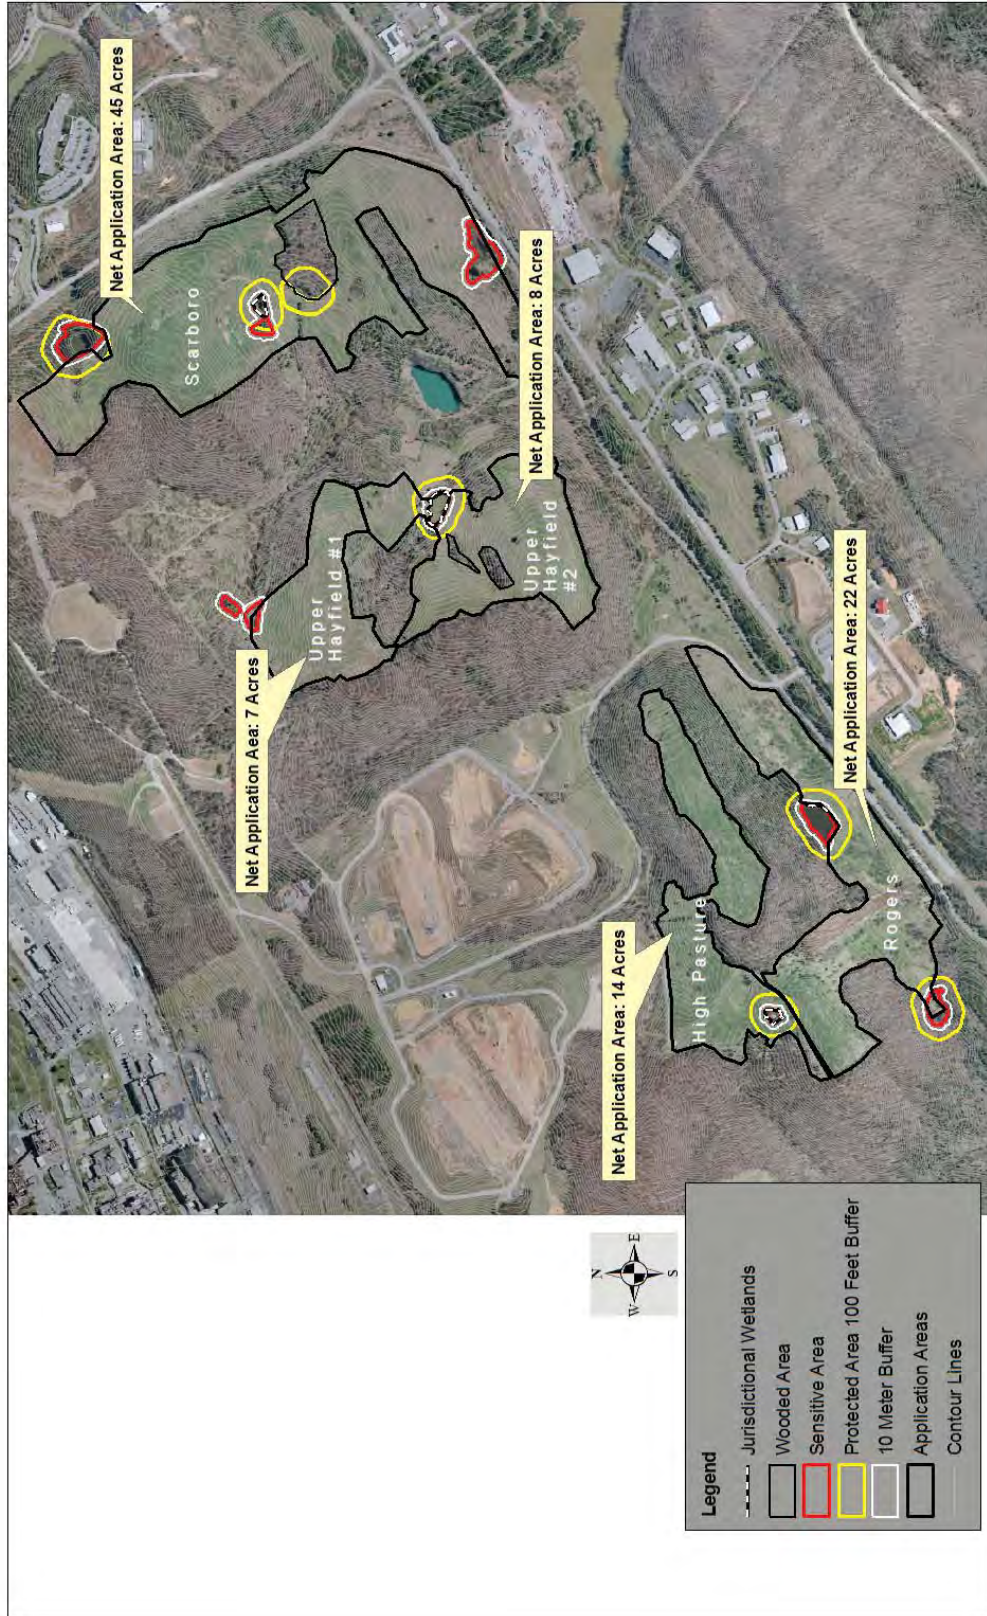 Net Application Area: 45 Acres
Scarboro
Net Application Area: 8 Acres
Upper
Hayfield #1
Upper
Hayfield
#2
Net Application Aea: 7 Acres
Net Application Area: 22 Acres
Rogers
High Pasture
Net Application Area: 14 Acres
N
W
E
S
Legend
Jurisdictional Wetlands
Wooded Area
Sensitive Area
Protected Area 100 Feet Buffer
10 Meter Buffer
Application Areas
Contour Lines